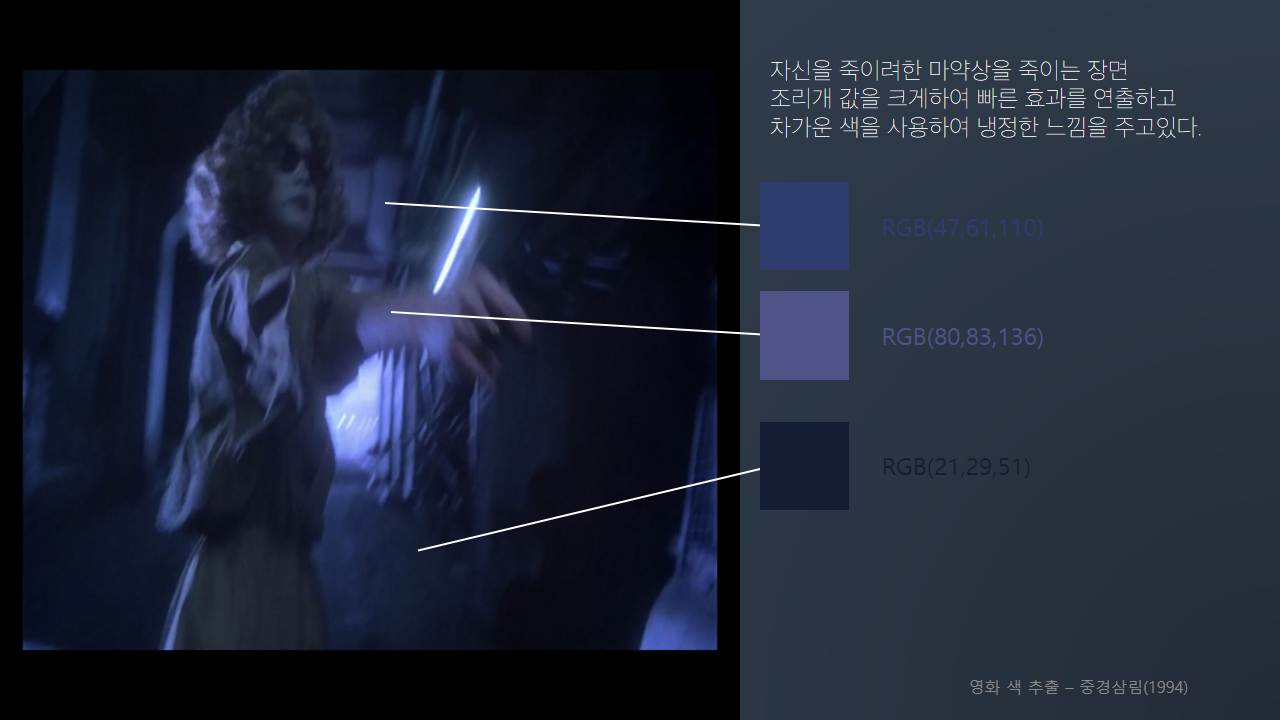 자신을 죽이려한 마약상을 죽이는 장면
조리개 값을 크게하여 빠른 효과를 연출하고
차가운 색을 사용하여 냉정한 느낌을 주고있다.
RGB(47,61,110)
RGB(80,83,136)
RGB(21,29,51)
영화 색 추출 – 중경삼림(1994)